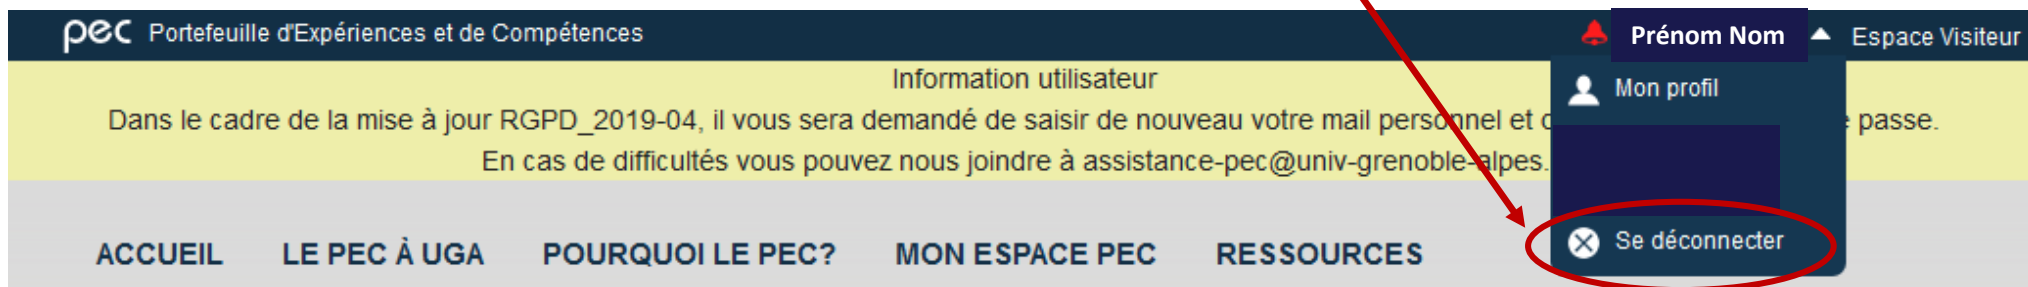 pec Portefeuille d'Expériences et de Compétences
Prénom Nom
Espace Visiteur
Information utilisateur
Dans le cadre de la mise à jour RGPD_2019-04, il vous sera demandé de saisir de nouveau votre mail personnel et passe.
En cas de difficultés vous pouvez nous joindre à assistance-pec@univ-grenoble-alpes.
Mon profil
Se déconnecter
ACCUEIL LE PEC À UGA POURQUOI LE PEC? MON ESPACE PEC RESSOURCES